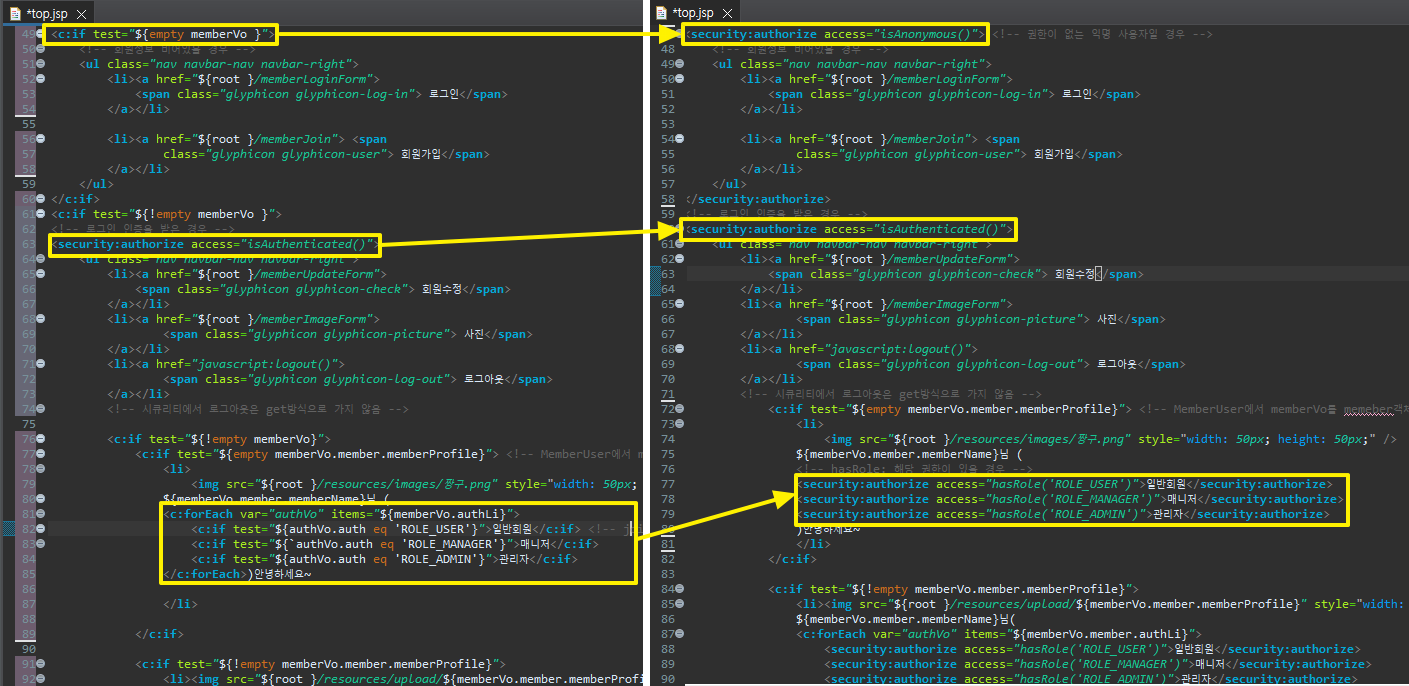 *top.jsp
49 <c:if test="${empty memberVo }">
50 <!-- 회원정보 비어있을 경우 -->
51 <ul class="nav navbar-nav navbar-right">
52 <li><a href="${root }/memberLoginForm">
53 <span class="glyphicon glyphicon-log-in"> 로그인</span>
54 </a></li>
55
56 <li><a href="${root }/memberJoin"> <span
57 class="glyphicon glyphicon-user"> 회원가입</span>
58 </a></li>
59 </ul>
60 </c:if>
61 <c:if test="${!empty memberVo }">
62 <!-- 로그인 인증을 받은 경우 -->
63 <security:authorize access="isAuthenticated()">
64 <ul class="nav navbar-nav navbar-right">
65 <li><a href="${root }/memberUpdateForm">
66 <span class="glyphicon glyphicon-check"> 회원수정</span>
67 </a></li>
68 <li><a href="${root }/memberImageForm">
69 <span class="glyphicon glyphicon-picture"> 사진</span>
70 </a></li>
71 <li><a href="javascript:logout()">
72 <span class="glyphicon glyphicon-log-out"> 로그아웃</span>
73 </a></li>
74 <!-- 시큐리티에서 로그아웃은 get방식으로 가지 않음 -->
75
76 <c:if test="${!empty memberVo}">
77 <c:if test="${empty memberVo.member.memberProfile}"> <!-- MemberUser에서 m
78 <li>
79 <img src="${root }/resources/images/짱구.png" style="width: 50px;
80 ${memberVo.member.memberName}님 (
81 <c:forEach var="authVo" items="${memberVo.authLi}">
82 <c:if test="${authVo.auth eq 'ROLE_USER'}">일반회원</c:if> <!--
83 <c:if test="${`authVo.auth eq 'ROLE_MANAGER'}">매니저</c:if>
84 <c:if test="${authVo.auth eq 'ROLE_ADMIN'}">관리자</c:if>
85 </c:forEach>)안녕하세요~
86
87 </li>
88
89 </c:if>
90
91 <c:if test="${!empty memberVo.member.memberProfile}">
92 <li><img src="${root }/resources/upload/${memberVo.member.memberProfi
*top.jsp
<security:authorize access="isAnonymous()"> <!-- 권한이 없는 익명 사용자일 경우 -->
48 <!-- 회원정보 비어있을 경우 -->
49 <ul class="nav navbar-nav navbar-right">
50 <li><a href="${root }/memberLoginForm">
51 <span class="glyphicon glyphicon-log-in"> 로그인</span>
52 </a></li>
53
54 <li><a href="${root }/memberJoin"> <span
55 class="glyphicon glyphicon-user"> 회원가입</span>
56 </a></li>
57 </ul>
58 </security:authorize>
59 <!-- 로그인 인증을 받은 경우 -->
<security:authorize access="isAuthenticated()">
61 <ul class="nav navbar-nav navbar-right">
62 <li><a href="${root }/memberUpdateForm">
63 <span class="glyphicon glyphicon-check"> 회원수정</span>
64 </a></li>
65 <li><a href="${root }/memberImageForm">
66 <span class="glyphicon glyphicon-picture"> 사진</span>
67 </a></li>
68 <li><a href="javascript:logout()">
69 <span class="glyphicon glyphicon-log-out"> 로그아웃</span>
70 </a></li>
71 <!-- 시큐리티에서 로그아웃은 get방식으로 가지 않음 -->
72 <c:if test="${empty memberVo.member.memberProfile}"> <!-- MemberUser에서 memberVo를 memeber객체
73 <li>
74 <img src="${root }/resources/images/짱구.png" style="width: 50px; height: 50px;" />
75 ${memberVo.member.memberName}님 (
76 <!-- hasRole: 해당 권한이 있을 경우 -->
77 <security:authorize access="hasRole('ROLE_USER')">일반회원</security:authorize>
78 <security:authorize access="hasRole('ROLE_MANAGER')">매니저</security:authorize>
79 <security:authorize access="hasRole('ROLE_ADMIN')">관리자</security:authorize>
80 )안녕하세요~
81 </li>
82 </c:if>
83
84 <c:if test="${!empty memberVo.member.memberProfile}">
85 <li><img src="${root }/resources/upload/${memberVo.member.memberProfile}" style="width:
86 ${memberVo.member.memberName}님(
87 <c:forEach var="authVo" items="${memberVo.member.authLi}">
88 <security:authorize access="hasRole('ROLE_USER')">일반회원</security:authorize>
89 <security:authorize access="hasRole('ROLE_MANAGER')">매니저</security:authorize>
90 <security:authorize access="hasRole('ROLE_ADMIN')">관리자</security:authorize>